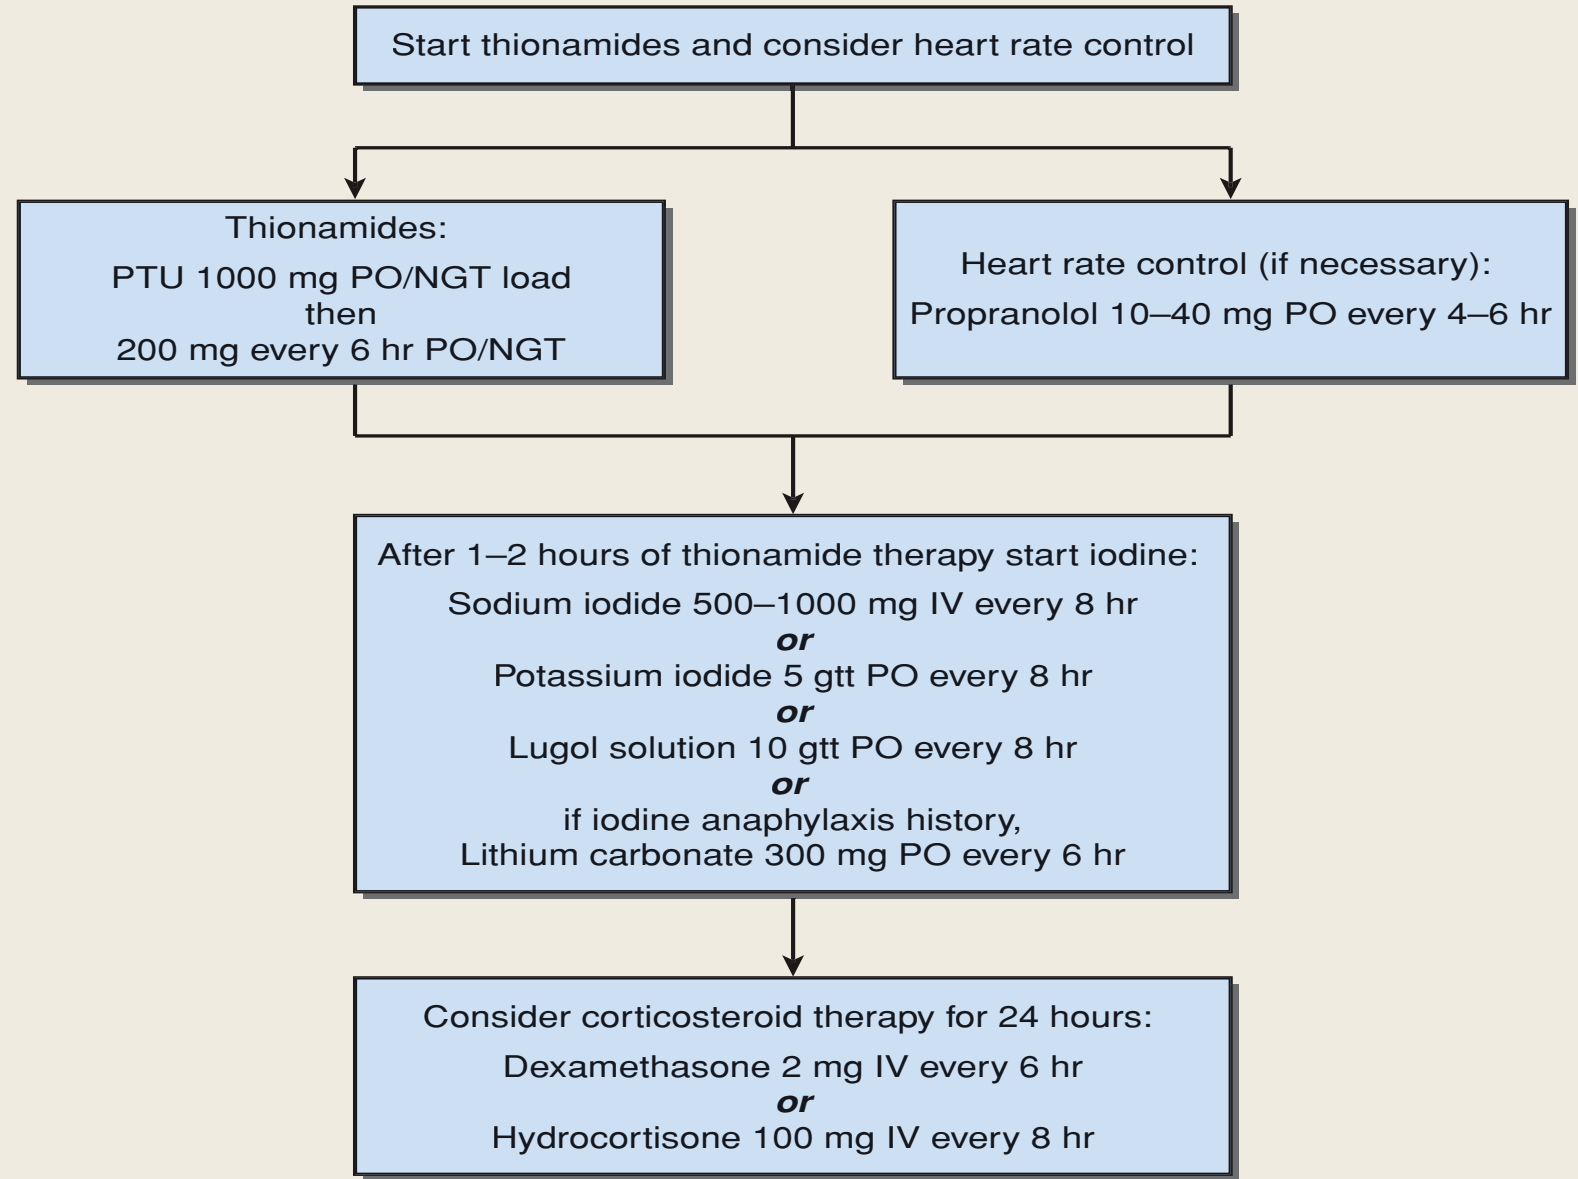 Start thionamides and consider heart rate control
Thionamides:
PTU 1000 mg PO/NGT load
then
200 mg every 6 hr PO/NGT
Heart rate control (if necessary):
Propranolol 10–40 mg PO every 4–6 hr
After 1–2 hours of thionamide therapy start iodine:
Sodium iodide 500–1000 mg IV every 8 hr
or
Potassium iodide 5 gtt PO every 8 hr
or
Lugol solution 10 gtt PO every 8 hr
or
if iodine anaphylaxis history,
Lithium carbonate 300 mg PO every 6 hr
Consider corticosteroid therapy for 24 hours:
Dexamethasone 2 mg IV every 6 hr
or
Hydrocortisone 100 mg IV every 8 hr